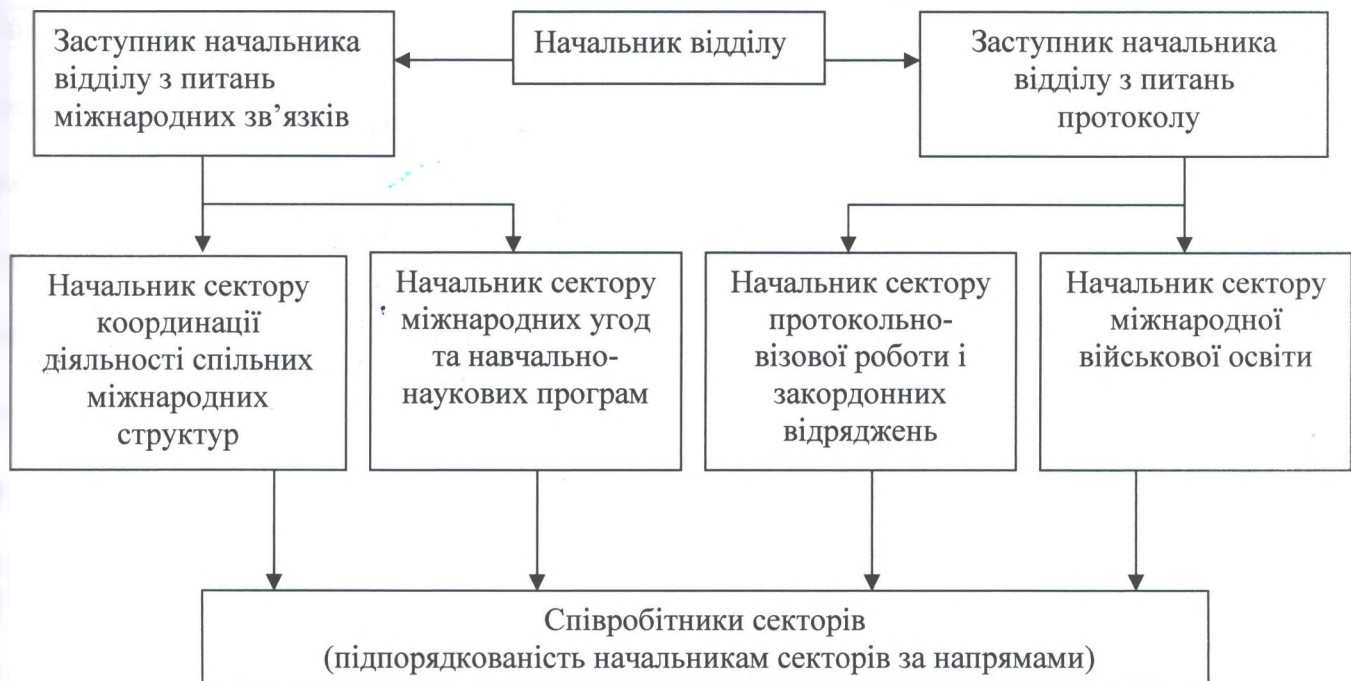 Заступник начальника
відділу з питань
міжнародних зв’язків
Начальник відділу
Заступник начальника
відділу з питань
протоколу
Начальник сектору
координації
діяльності спільних
міжнародних
структур
Начальник сектору
міжнародних угод
та навчально-
наукових програм
Начальник сектору
протокольно-
візової роботи і
закордонних
відряджень
Начальник сектору
міжнародної
військової освіти
Співробітники секторів
(підпорядкованість начальникам секторів за напрямами)